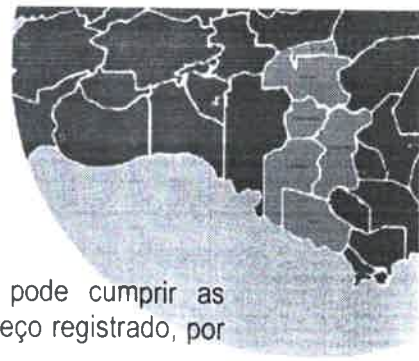 pode cumprir as
eço registrado, por